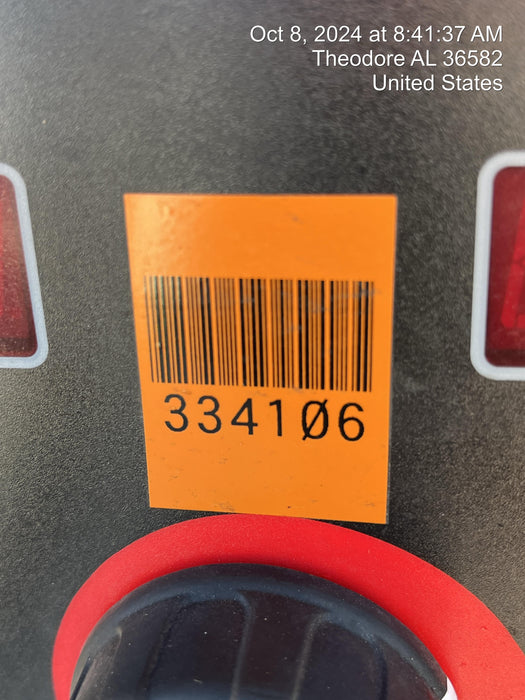 Oct 8, 2024 at 8:41:37 AM
Theodore AL 36582
United States
334106